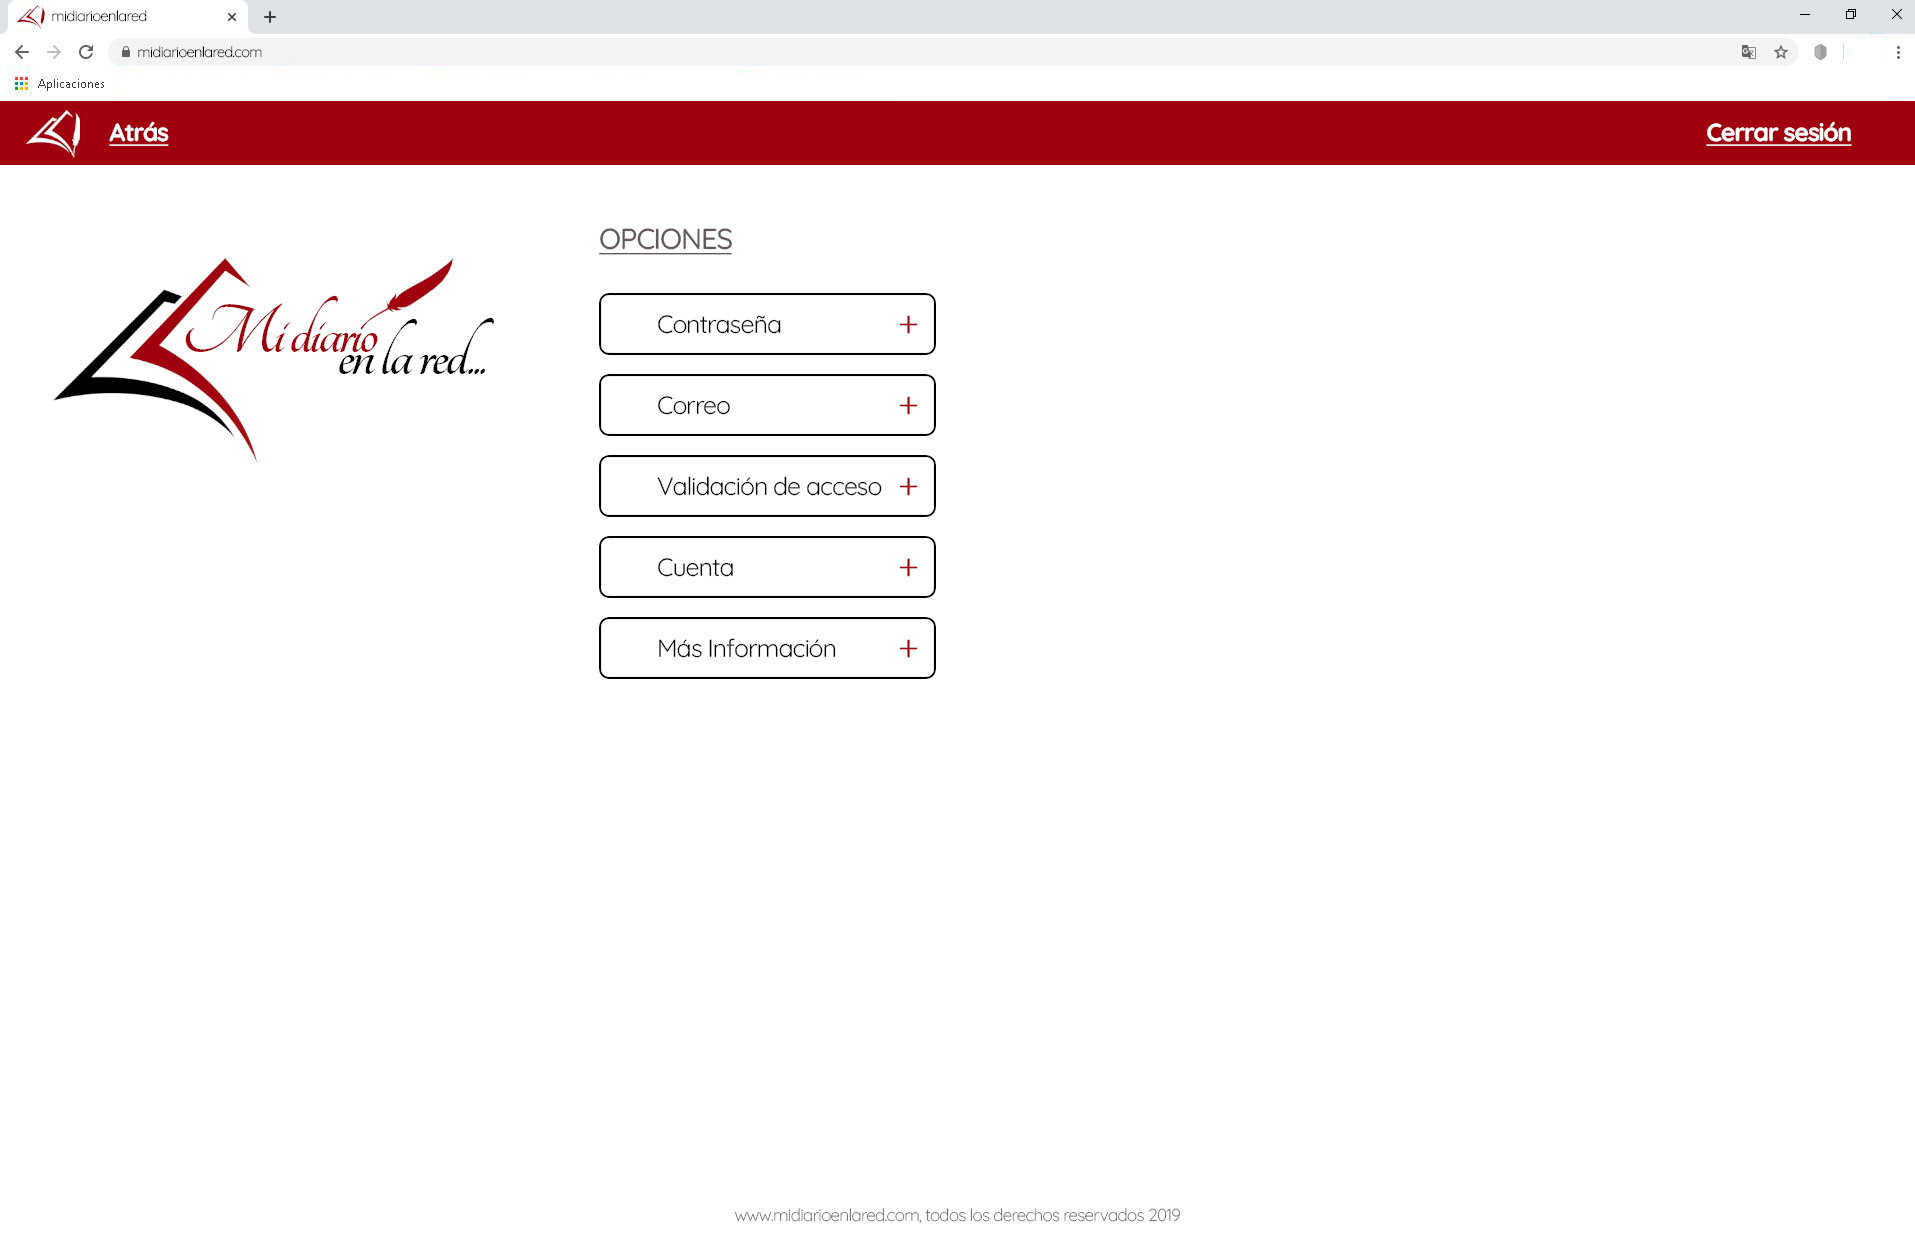 midiarioenlared
midiarioenlared.com
Aplicaciones
Atrás
Cerrar sesión
Mi diario
en la red...
OPCIONES
Contraseña
Correo
Validación de acceso
Cuenta
Más Información
www.midiarioenlared.com, todos los derechos reservados 2019